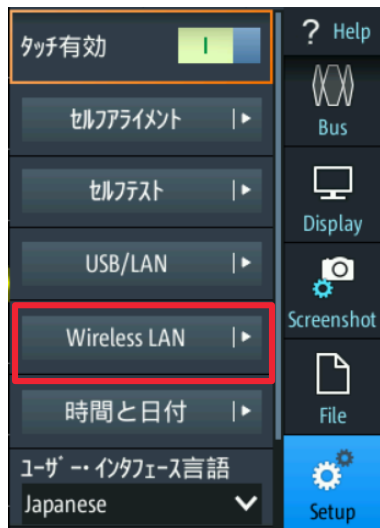 タッチ有効
I
セルフアライメント
セルフテスト
USB/LAN
Wireless LAN
時間と日付
ユーザー・インタフェース言語
Japanese
? Help
Bus
Display
Screenshot
File
Setup